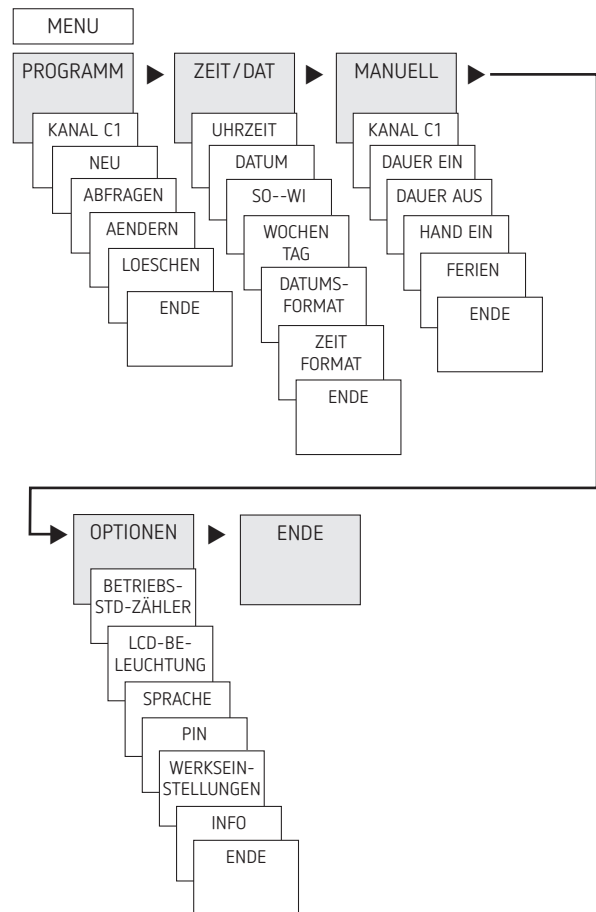 MENU
PROGRAMM
KANAL C1
NEU
ABFRAGEN
AENDERN
LOESCHEN
ENDE
ZEIT/DAT
UHRZEIT
DATUM
SO--WI
WOCHEN
TAG
DATUMS-
FORMAT
ZEIT
FORMAT
ENDE
MANUELL
KANAL C1
DAUER EIN
DAUER AUS
HAND EIN
FERIEN
ENDE
OPTIONEN
BETRIEBS-
STD-ZÄHLER
LCD-BE-
LEUCHTUNG
SPRACHE
PIN
WERKSEIN-
STELLUNGEN
INFO
ENDE
ENDE